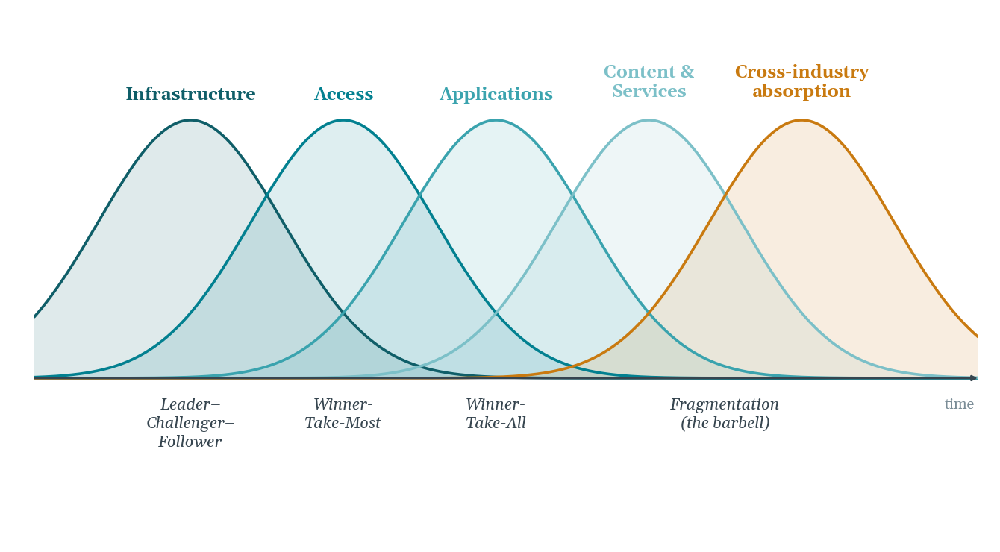 Infrastructure
Access
Applications
Content &
Services
Cross-industry
absorption
Leader–
Challenger–
Follower
Winner-
Take-Most
Winner-
Take-All
Fragmentation
(the barbell)
time